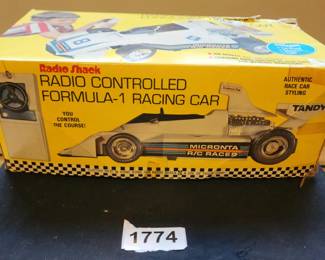 Radio Shack
RADIO CONTROLLED
FORMULA-1 RACING CAR
YOU
CONTROL
THE COURSE!
AUTHENTIC
RACE CAR
STYLING
TANDY
MICRONTA
R/C RACER
8
1774